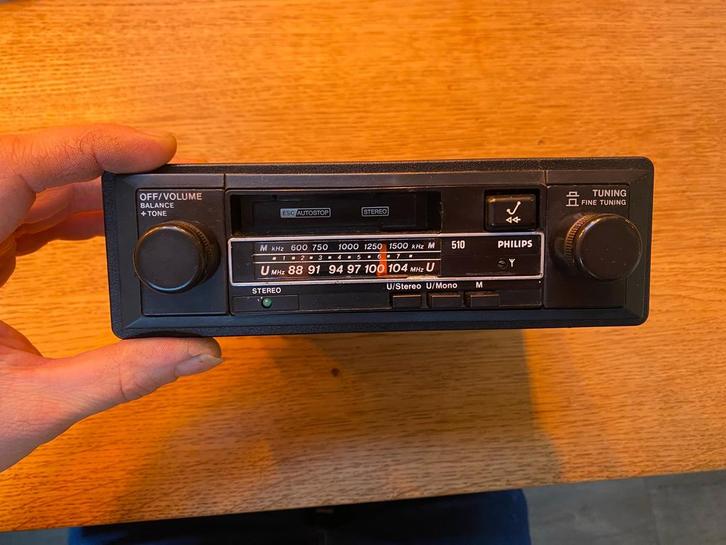 OFF/VOLUME
BALANCE
+ TONE
ESC AUTOSTOP
STEREO
TUNING
FINE TUNING
M kHz 600 750 1000 1250 1500 kHz M
510
PHILIPS
1 2 3 4 5 6 7
U MHz 88 91 94 97 100 104 MHz U
STEREO
U/Stereo U/Mono M